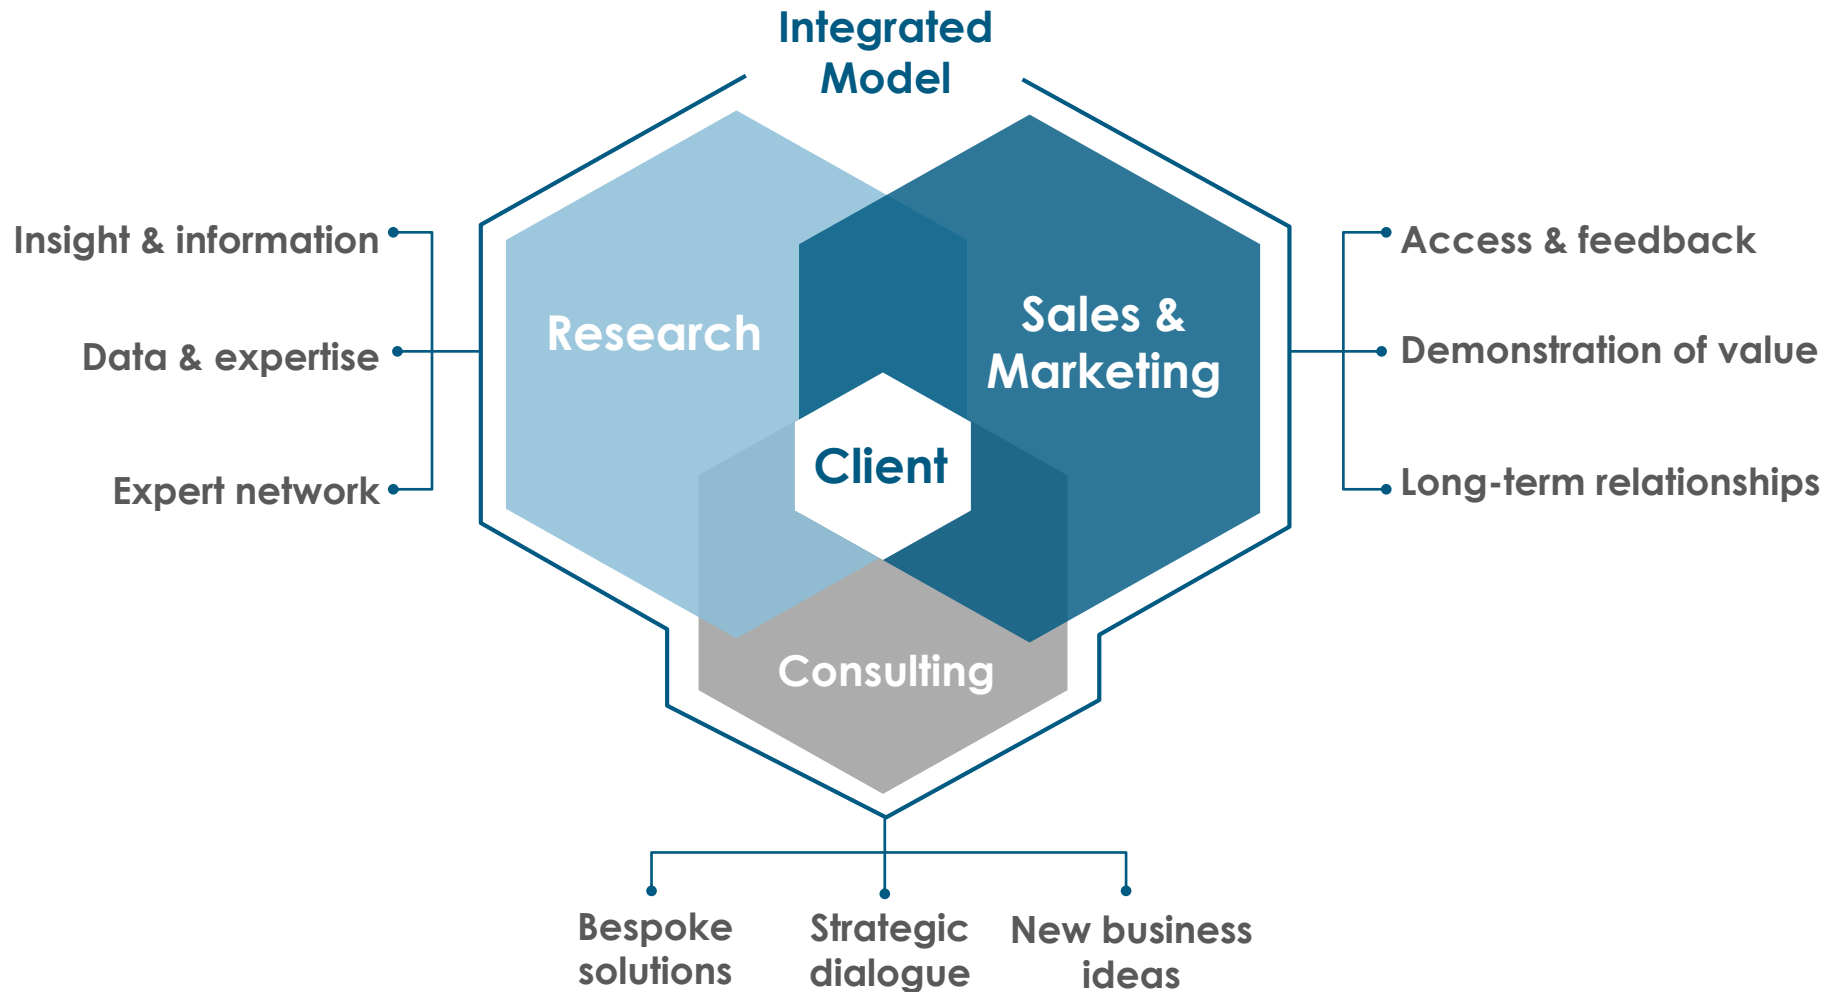 Integrated
Model
Insight & information
Data & expertise
Expert network
Research
Sales &
Marketing
Client
Consulting
Access & feedback
Demonstration of value
Long-term relationships
Bespoke
solutions
Strategic
dialogue
New business
ideas